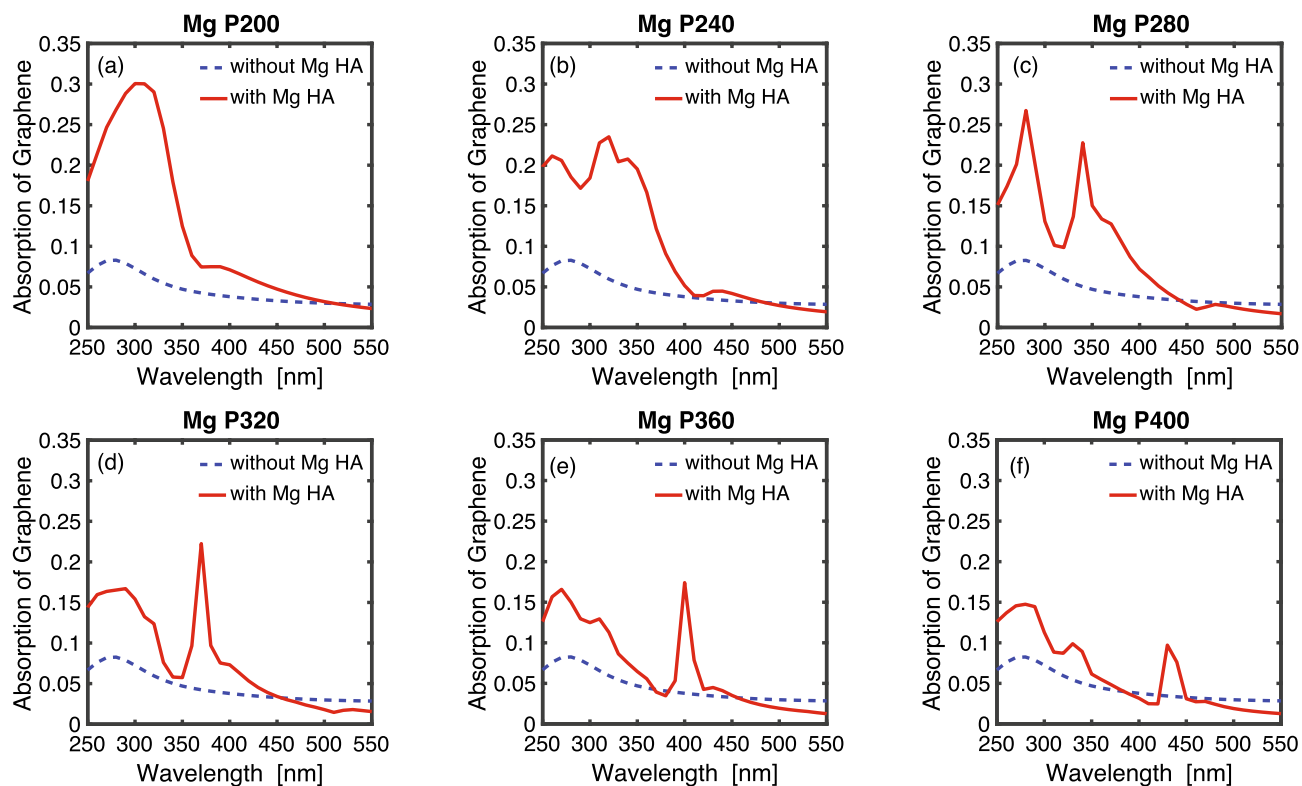 Mg P200
(a)
without Mg HA
with Mg HA
0.35
0.3
0.25
0.2
0.15
0.1
0.05
0
Absorption of Graphene
250 300 350 400 450 500 550
Wavelength [nm]
Mg P240
(b)
without Mg HA
with Mg HA
0.35
0.3
0.25
0.2
0.15
0.1
0.05
0
Absorption of Graphene
250 300 350 400 450 500 550
Wavelength [nm]
Mg P280
(c)
without Mg HA
with Mg HA
0.35
0.3
0.25
0.2
0.15
0.1
0.05
0
Absorption of Graphene
250 300 350 400 450 500 550
Wavelength [nm]
Mg P320
(d)
without Mg HA
with Mg HA
0.35
0.3
0.25
0.2
0.15
0.1
0.05
0
Absorption of Graphene
250 300 350 400 450 500 550
Wavelength [nm]
Mg P360
(e)
without Mg HA
with Mg HA
0.35
0.3
0.25
0.2
0.15
0.1
0.05
0
Absorption of Graphene
250 300 350 400 450 500 550
Wavelength [nm]
Mg P400
(f)
without Mg HA
with Mg HA
0.35
0.3
0.25
0.2
0.15
0.1
0.05
0
Absorption of Graphene
250 300 350 400 450 500 550
Wavelength [nm]